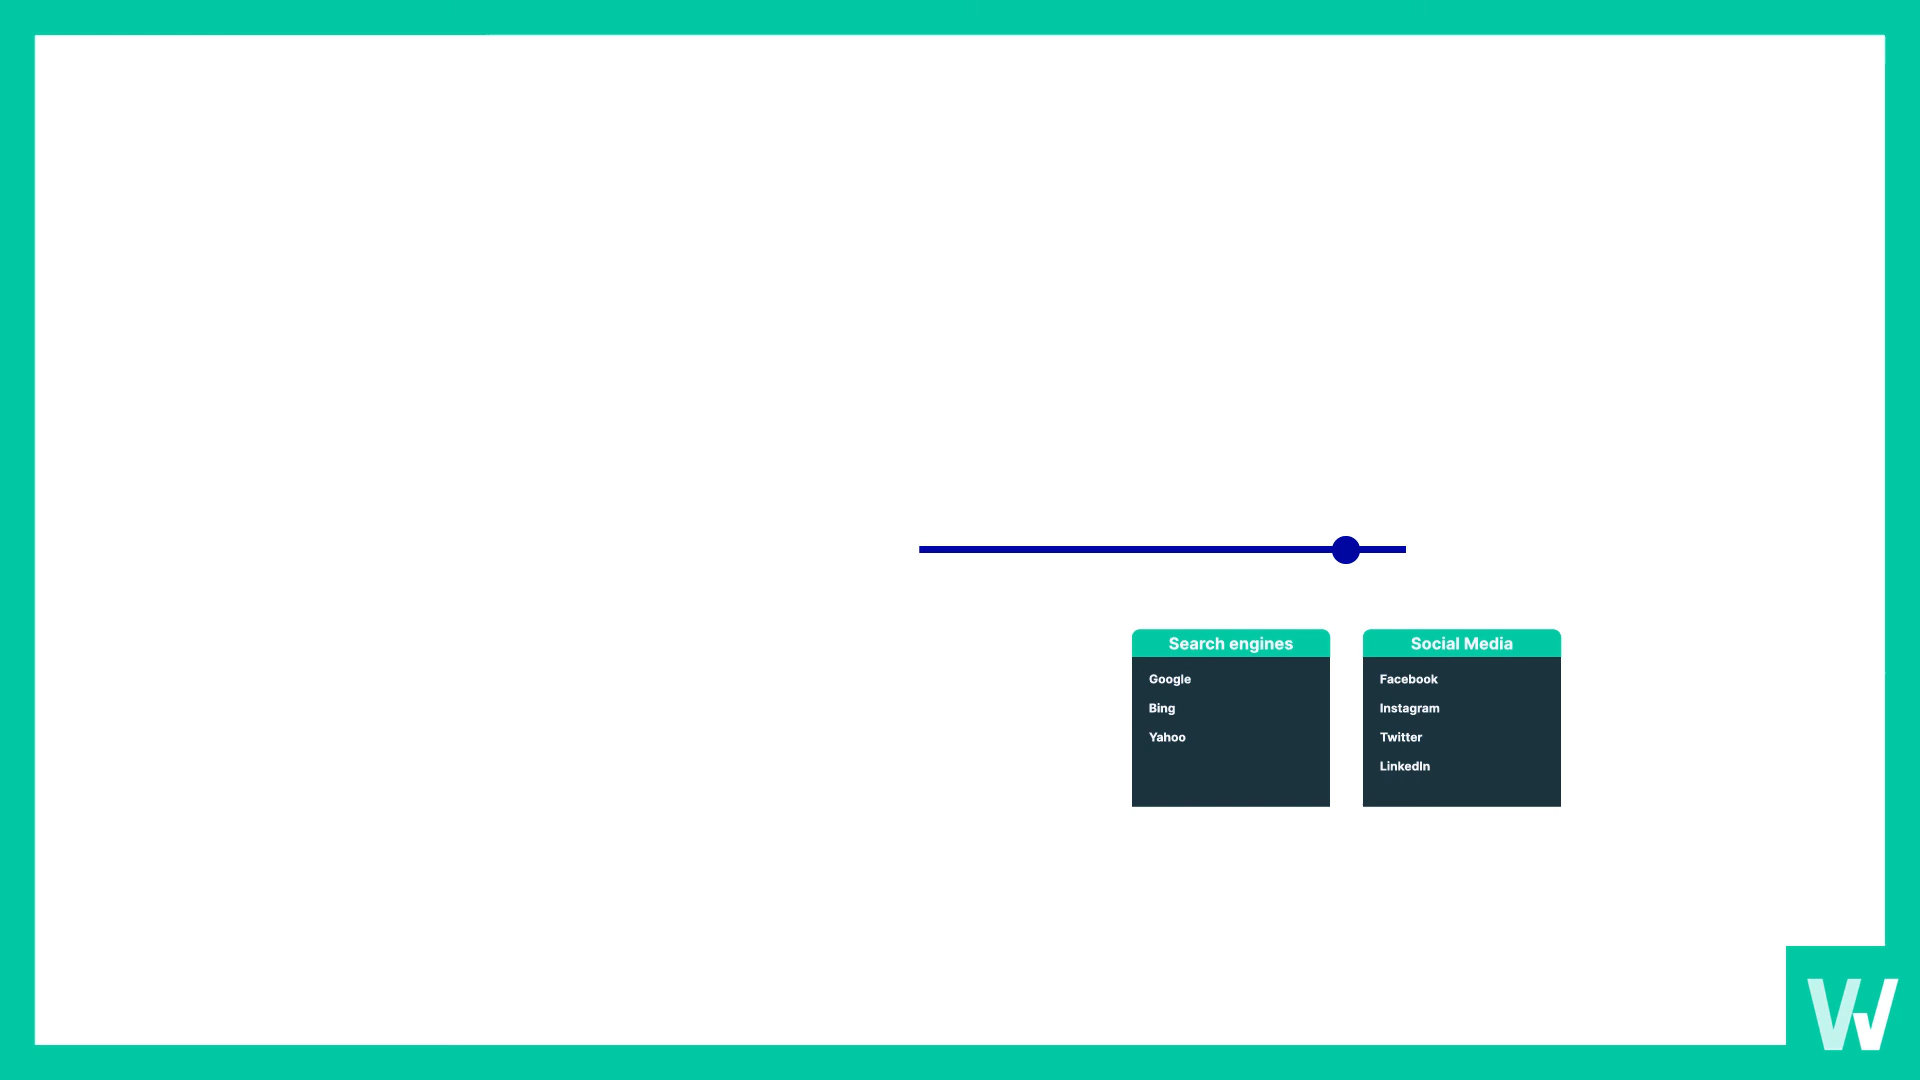 Search engines
Google
Bing
Yahoo
Social Media
Facebook
Instagram
Twitter
LinkedIn
W